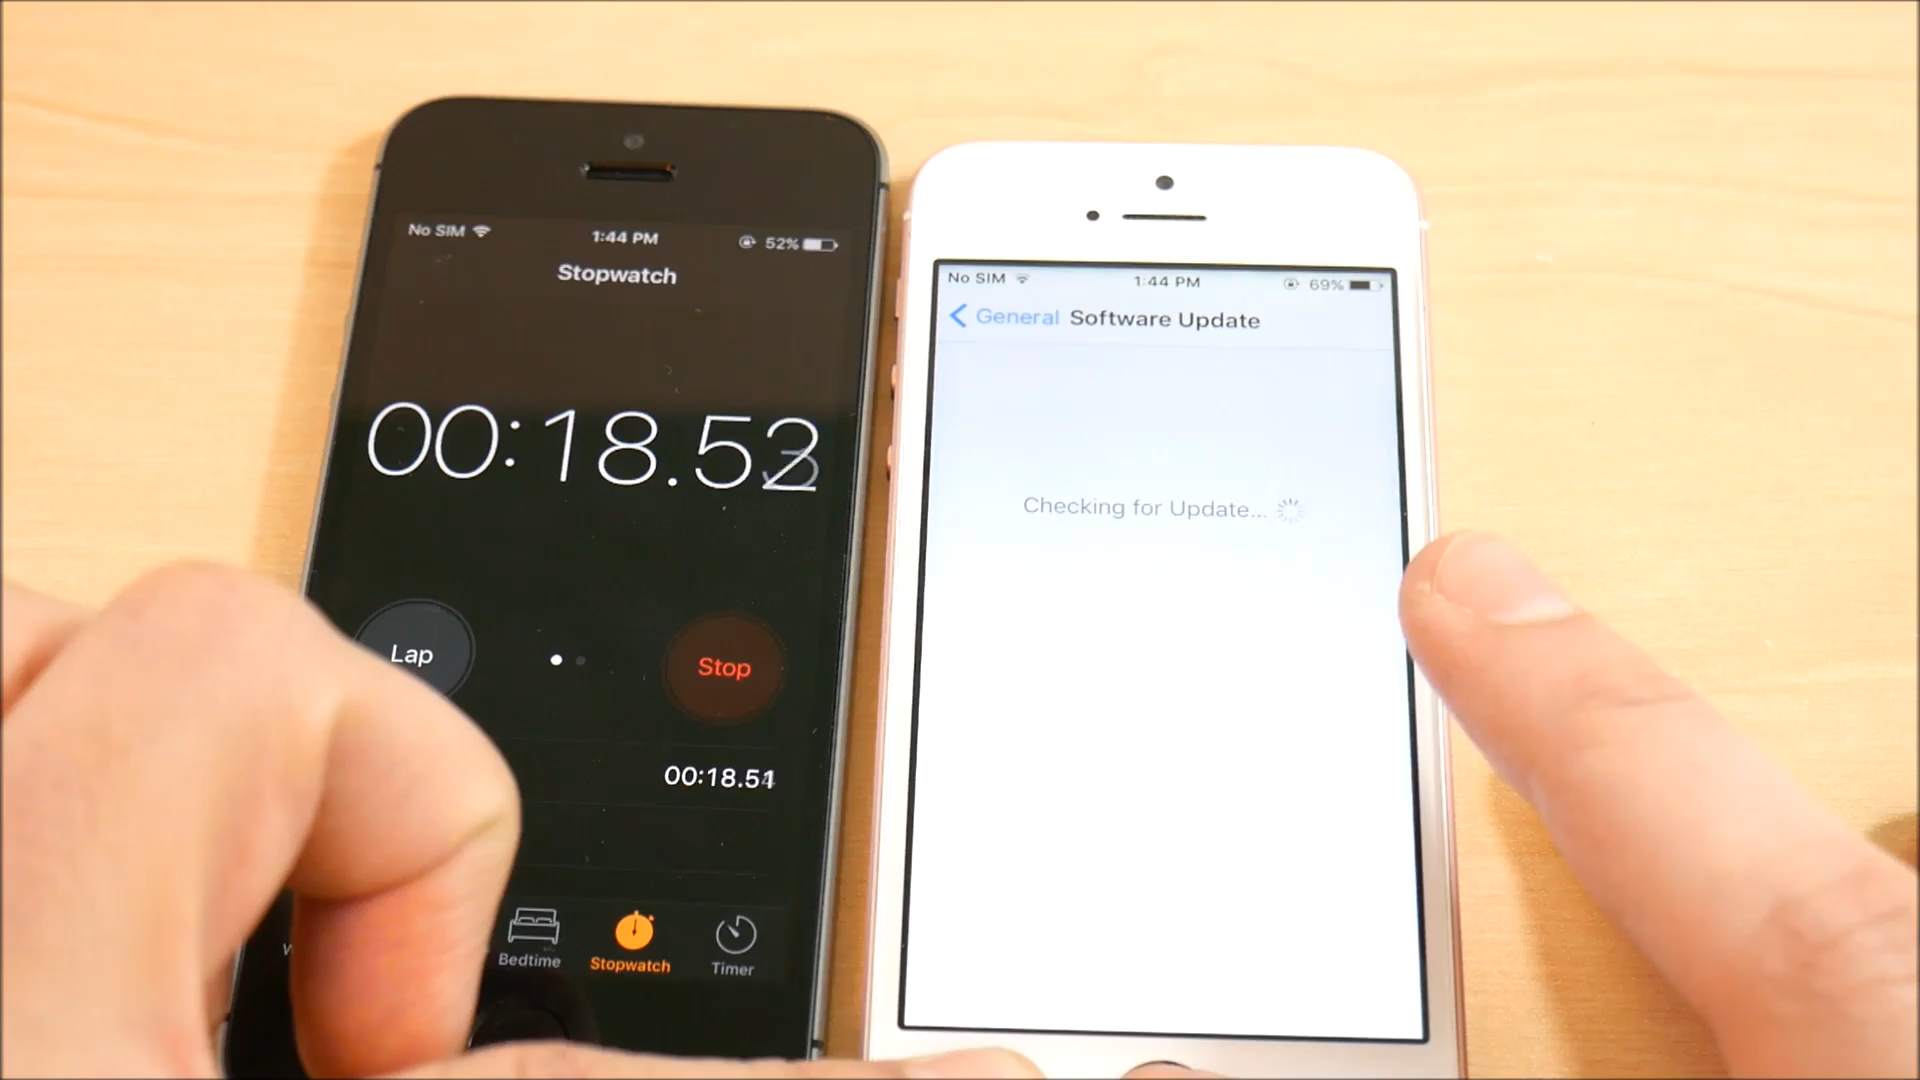 No SIM 1:44 PM 52%
Stopwatch
00:18.52
Lap
Stop
00:18.51
Bedtime
Stopwatch
Timer
No SIM 1:44 PM 69%
General Software Update
Checking for Update...